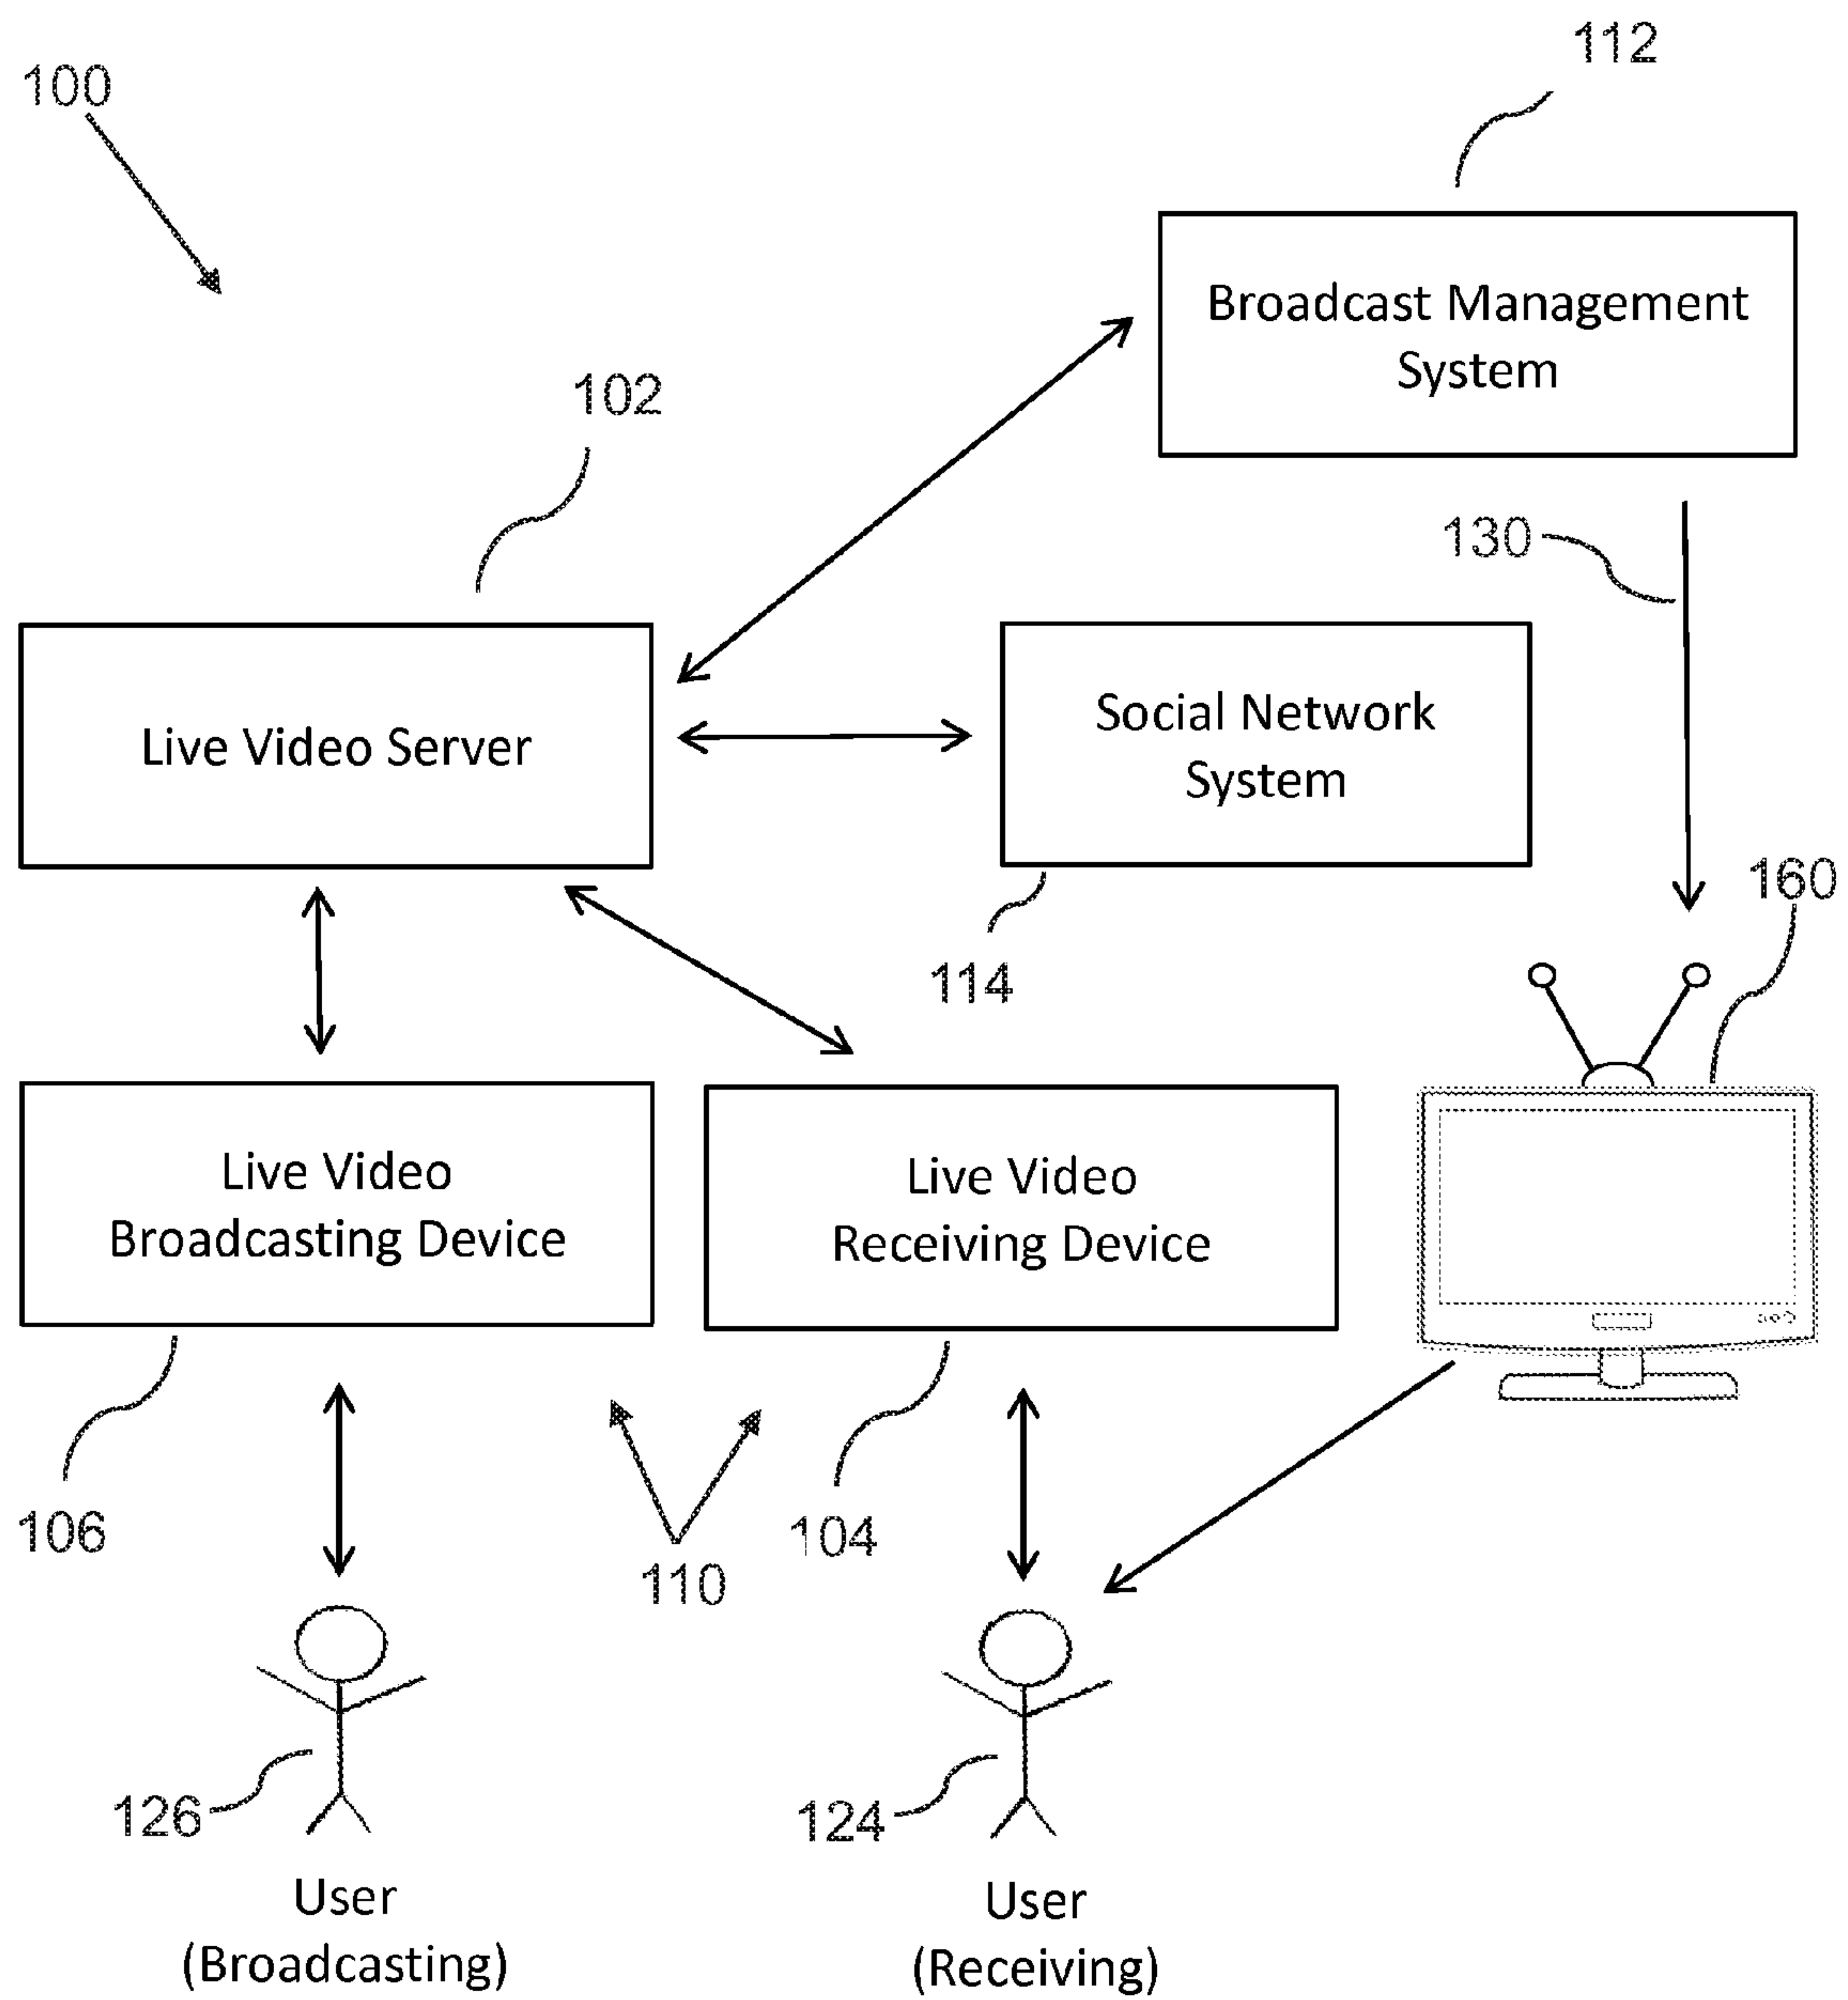 112
100
Broadcast Management
System
102
130
Live Video Server
Social Network
System
160
114
Live Video
Broadcasting Device
Live Video
Receiving Device
106
104
110
126
124
User
(Broadcasting)
User
(Receiving)